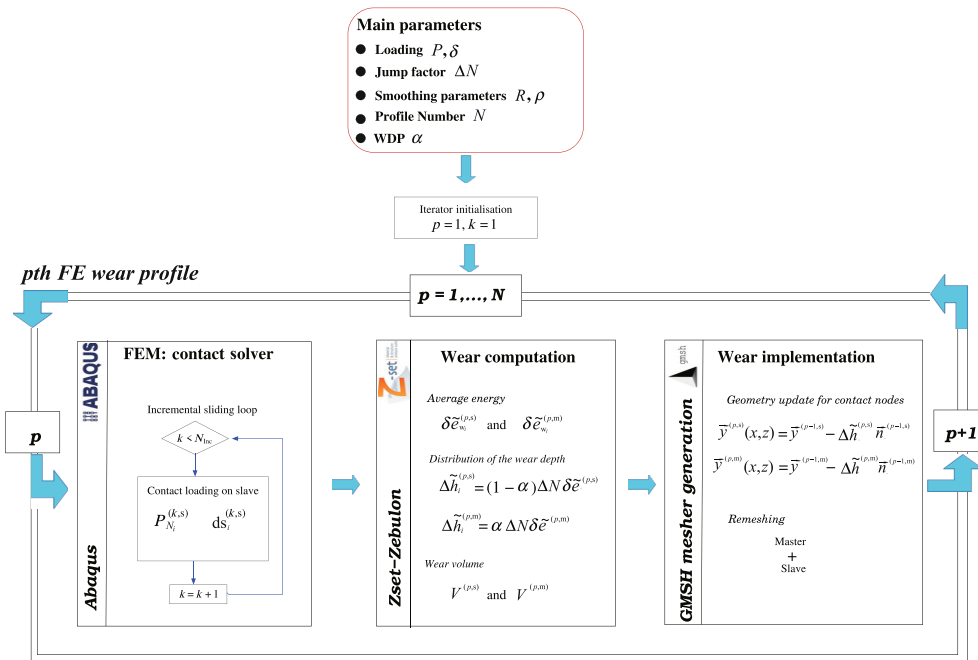 Main parameters
● Loading P, δ
● Jump factor ΔN
● Smoothing parameters R, ρ
● Profile Number N
● WDP α
Iterator initialisation
p = 1, k = 1
pth FE wear profile
p = 1,..., N
p
ABAQUS
Abaqus
FEM: contact solver
Incremental sliding loop
k < N_Inc
Contact loading on slave
P_{N_i}^{(k,s)} ds_i^{(k,s)}
k = k + 1
Z-set
Zset-Zebulon
Wear computation
Average energy
δẽ_{w_i}^{(p,s)} and δẽ_{w_i}^{(p,m)}
Distribution of the wear depth
Δh̃_i^{(p,s)} = (1 − α)ΔN δẽ^{(p,s)}
Δh̃_i^{(p,m)} = α ΔN δẽ^{(p,m)}
Wear volume
V^{(p,s)} and V^{(p,m)}
gmsh
GMSH mesher generation
Wear implementation
Geometry update for contact nodes
y⃗^{(p,s)}(x,z) = y⃗^{(p−1,s)} − Δh̃^{(p,s)} n⃗^{(p−1,s)}
y⃗^{(p,m)}(x,z) = y⃗^{(p−1,m)} − Δh̃^{(p,m)} n⃗^{(p−1,m)}
Remeshing
Master
+
Slave
p+1